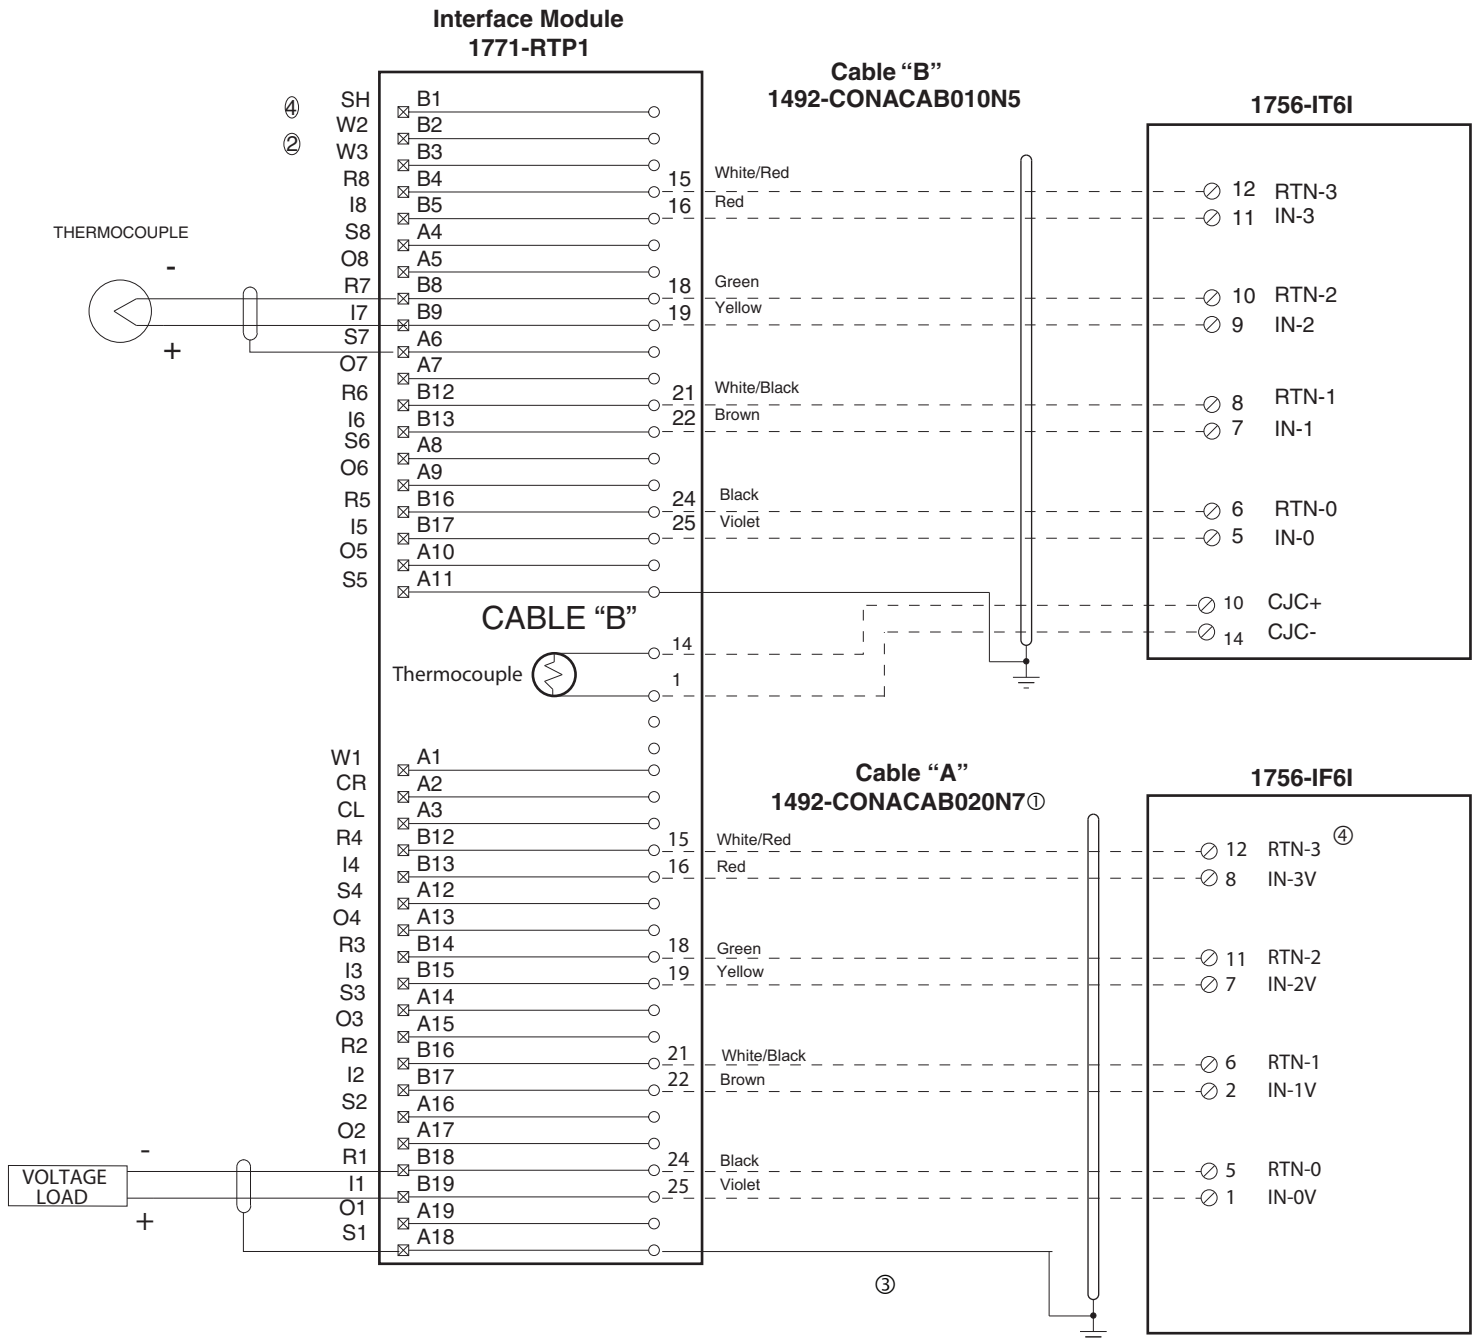 Interface Module
1771-RTP1
Cable “B”
1492-CONACAB010N5
1756-IT6I
④
②
SH B1
W2 B2
W3 B3
R8 B4 15 White/Red 12 RTN-3
I8 B5 16 Red 11 IN-3
S8 A4
THERMOCOUPLE
O8 A5
-
R7 B8 18 Green 10 RTN-2
I7 B9 19 Yellow 9 IN-2
S7 A6
+
O7 A7
R6 B12 21 White/Black 8 RTN-1
I6 B13 22 Brown 7 IN-1
S6 A8
O6 A9
R5 B16 24 Black 6 RTN-0
I5 B17 25 Violet 5 IN-0
O5 A10
S5 A11
10 CJC+
CABLE “B”
14 CJC-
14
Thermocouple
1
W1 A1
CR A2
CL A3
Cable “A”
1492-CONACAB020N7①
1756-IF6I
R4 B12 15 White/Red 12 RTN-3 ④
I4 B13 16 Red 8 IN-3V
S4 A12
O4 A13
R3 B14 18 Green 11 RTN-2
I3 B15 19 Yellow 7 IN-2V
S3 A14
O3 A15
R2 B16 21 White/Black 6 RTN-1
I2 B17 22 Brown 2 IN-1V
S2 A16
O2 A17
-
R1 B18 24 Black 5 RTN-0
VOLTAGE
LOAD
I1 B19 25 Violet 1 IN-0V
+
O1 A19
S1 A18
③